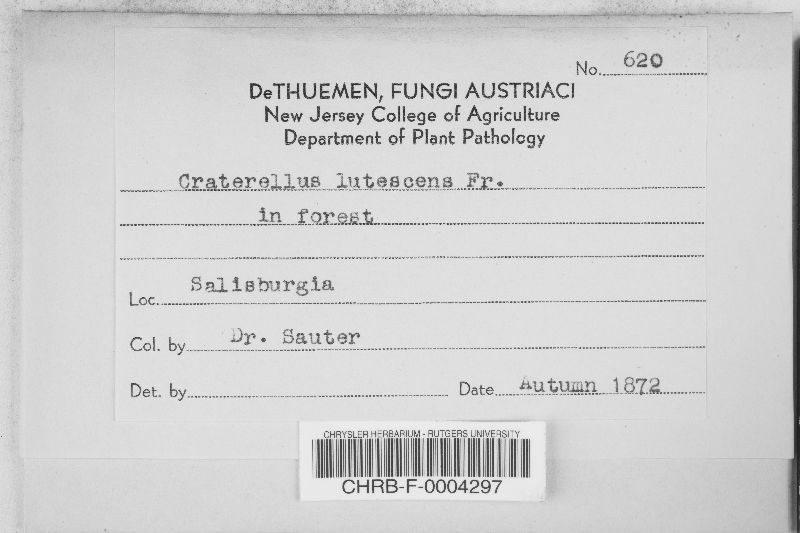 No. 620
DeTHUEMEN, FUNGI AUSTRIACI
New Jersey College of Agriculture
Department of Plant Pathology
Craterellus lutescens Fr.
in forest
Loc. Salisburgia
Col. by Dr. Sauter
Det. by
Date Autumn 1872
CHRYSLER HERBARIUM - RUTGERS UNIVERSITY
CHRB-F-0004297